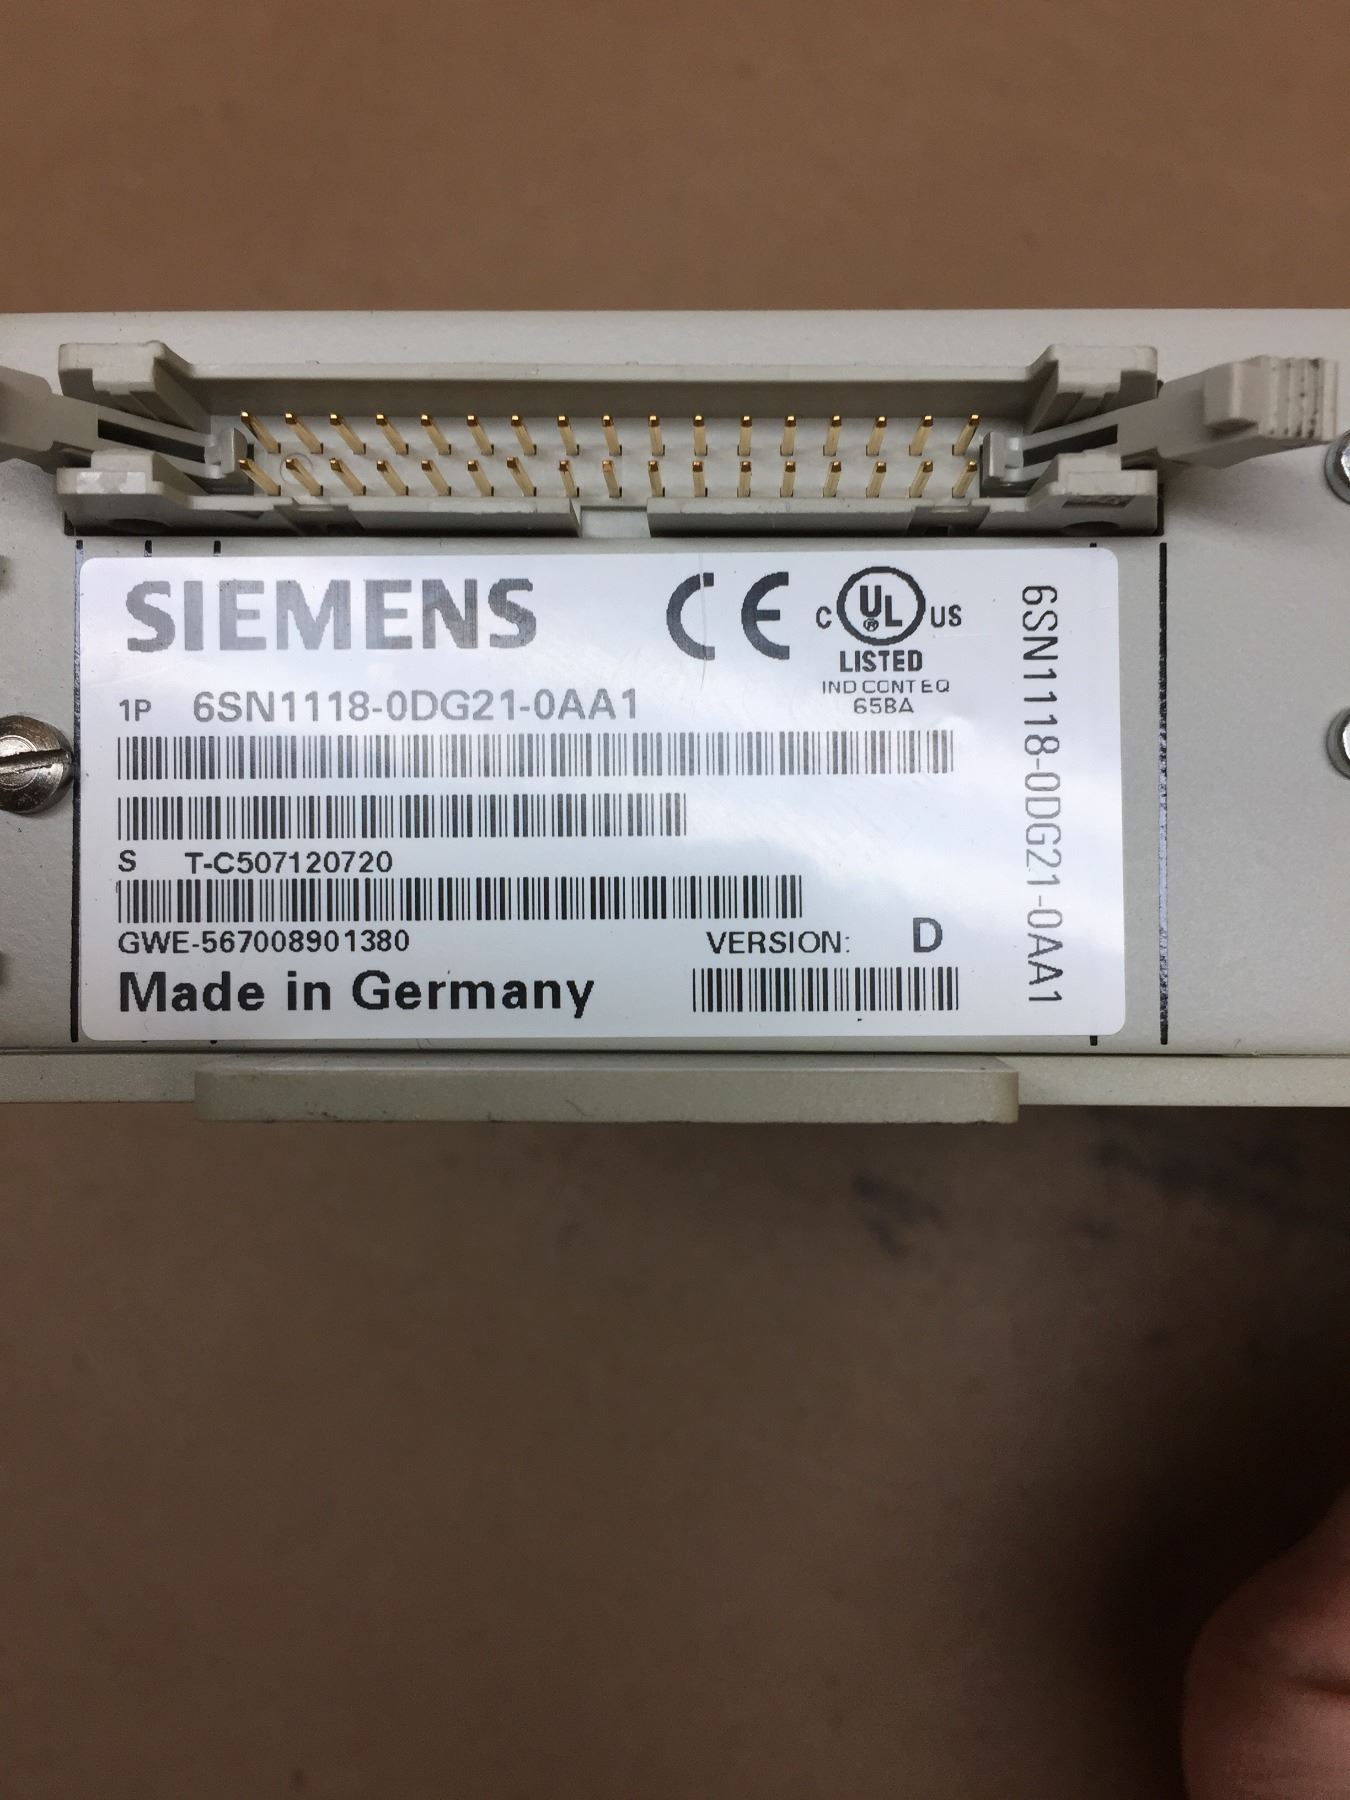 SIEMENS CE C UL ® US
LISTED
IND CONT EQ
65BA
1P 6SN1118-0DG21-0AA1
S T-C507120720
GWE-567008901380 VERSION: D
Made in Germany
6SN1118-0DG21-0AA1